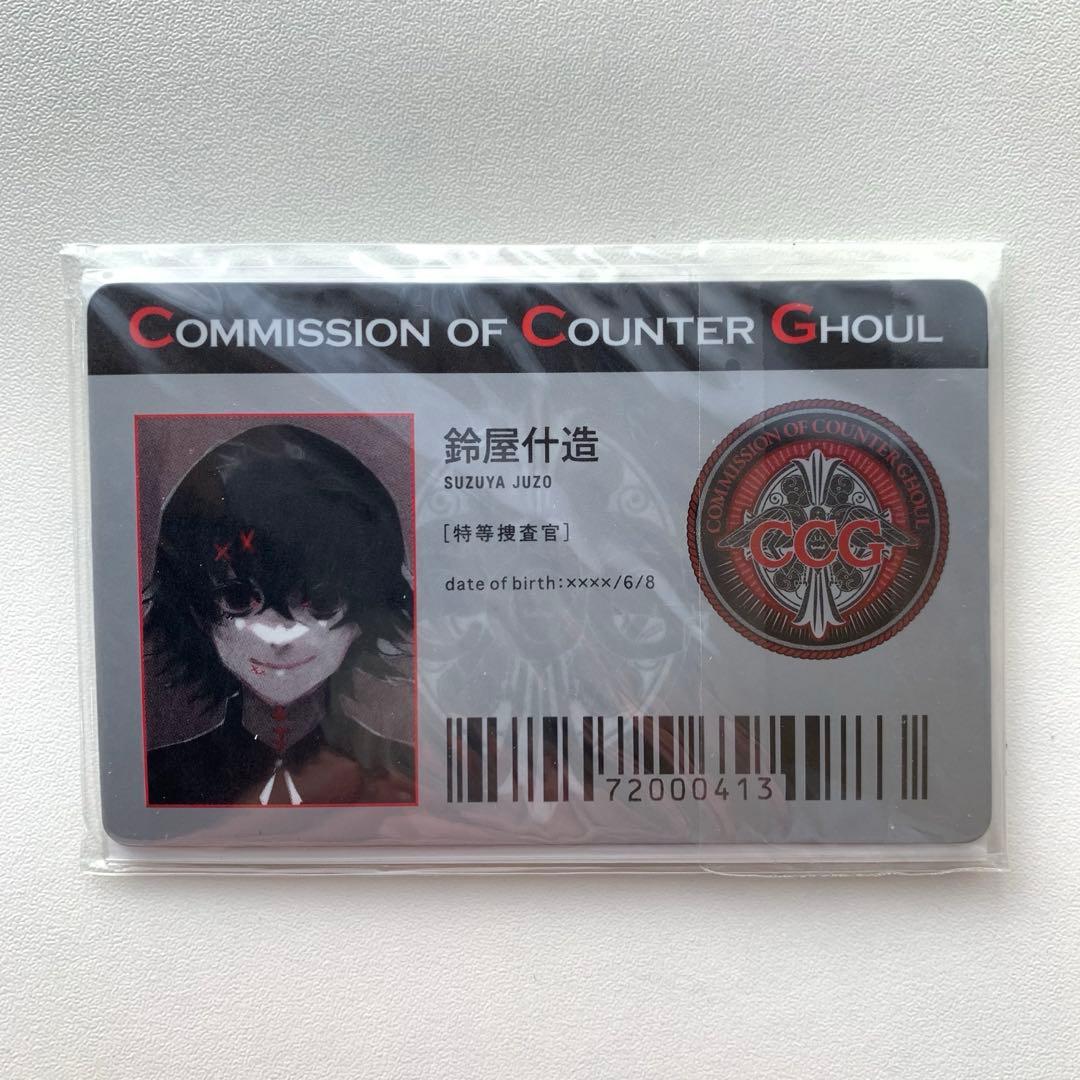 COMMISSION OF COUNTER GHOUL
鈴屋什造
SUZUYA JUZO
[特等捜査官]
date of birth:××××/6/8
COMMISSION OF COUNTER GHOUL
CCG
72000413